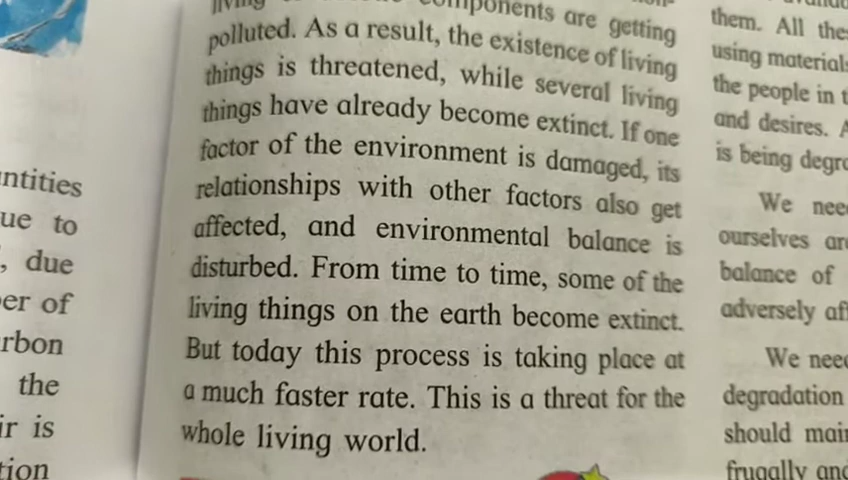 components are getting
polluted. As a result, the existence of living
things is threatened, while several living
things have already become extinct. If one
factor of the environment is damaged, its
relationships with other factors also get
affected, and environmental balance is
disturbed. From time to time, some of the
living things on the earth become extinct.
But today this process is taking place at
a much faster rate. This is a threat for the
whole living world.
ntities
ue to
, due
er of
rbon
the
ir is
tion
them. All the
using materials
the people in t
and desires. A
is being degra
We nee
ourselves ar
balance of
adversely af
We nee
degradation
should mai
frugally and